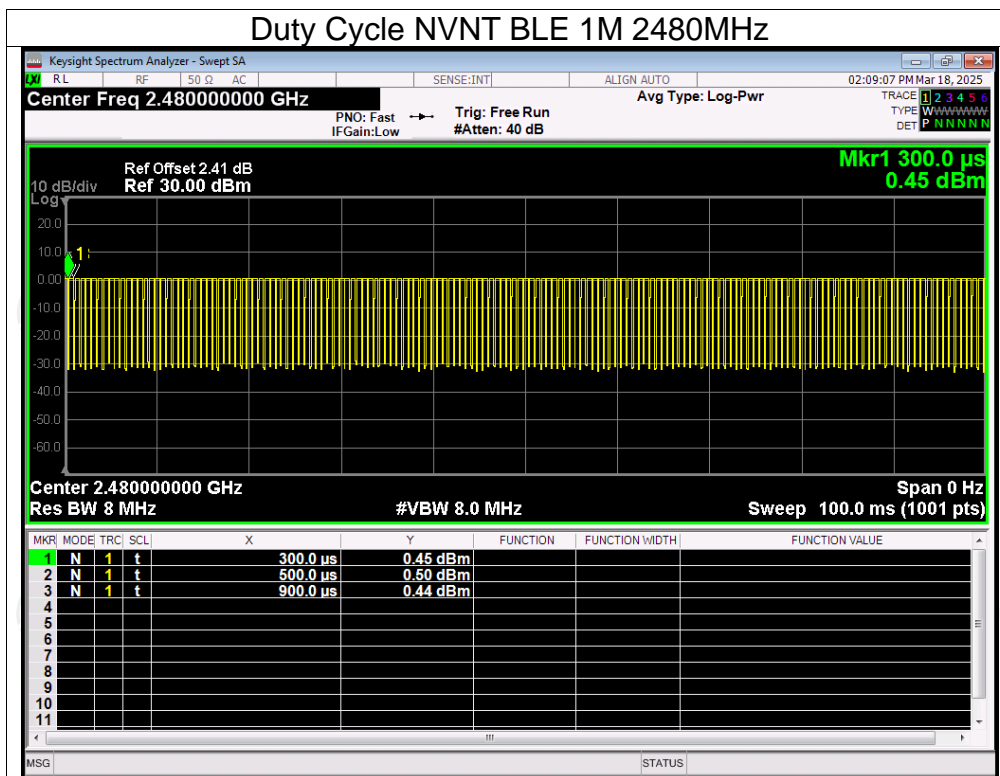 Duty Cycle NVNT BLE 1M 2480MHz
Keysight Spectrum Analyzer - Swept SA
LXI RL RF 50 Ω AC SENSE:INT ALIGN AUTO 02:09:07 PM Mar 18, 2025
Center Freq 2.480000000 GHz Avg Type: Log-Pwr TRACE 1 2 3 4 5 6
PNO: Fast Trig: Free Run TYPE WWWWWW
IFGain:Low #Atten: 40 dB DET P N N N N N
Mkr1 300.0 µs
Ref Offset 2.41 dB
10 dB/div Ref 30.00 dBm 0.45 dBm
Log
20.0
10.0 1
0.00
-10.0
-20.0
-30.0
-40.0
-50.0
-60.0
Center 2.480000000 GHz Span 0 Hz
Res BW 8 MHz #VBW 8.0 MHz Sweep 100.0 ms (1001 pts)
MKR MODE TRC SCL X Y FUNCTION FUNCTION WIDTH FUNCTION VALUE
1 N 1 t 300.0 µs 0.45 dBm
2 N 1 t 500.0 µs 0.50 dBm
3 N 1 t 900.0 µs 0.44 dBm
4
5
6
7
8
9
10
11
MSG STATUS